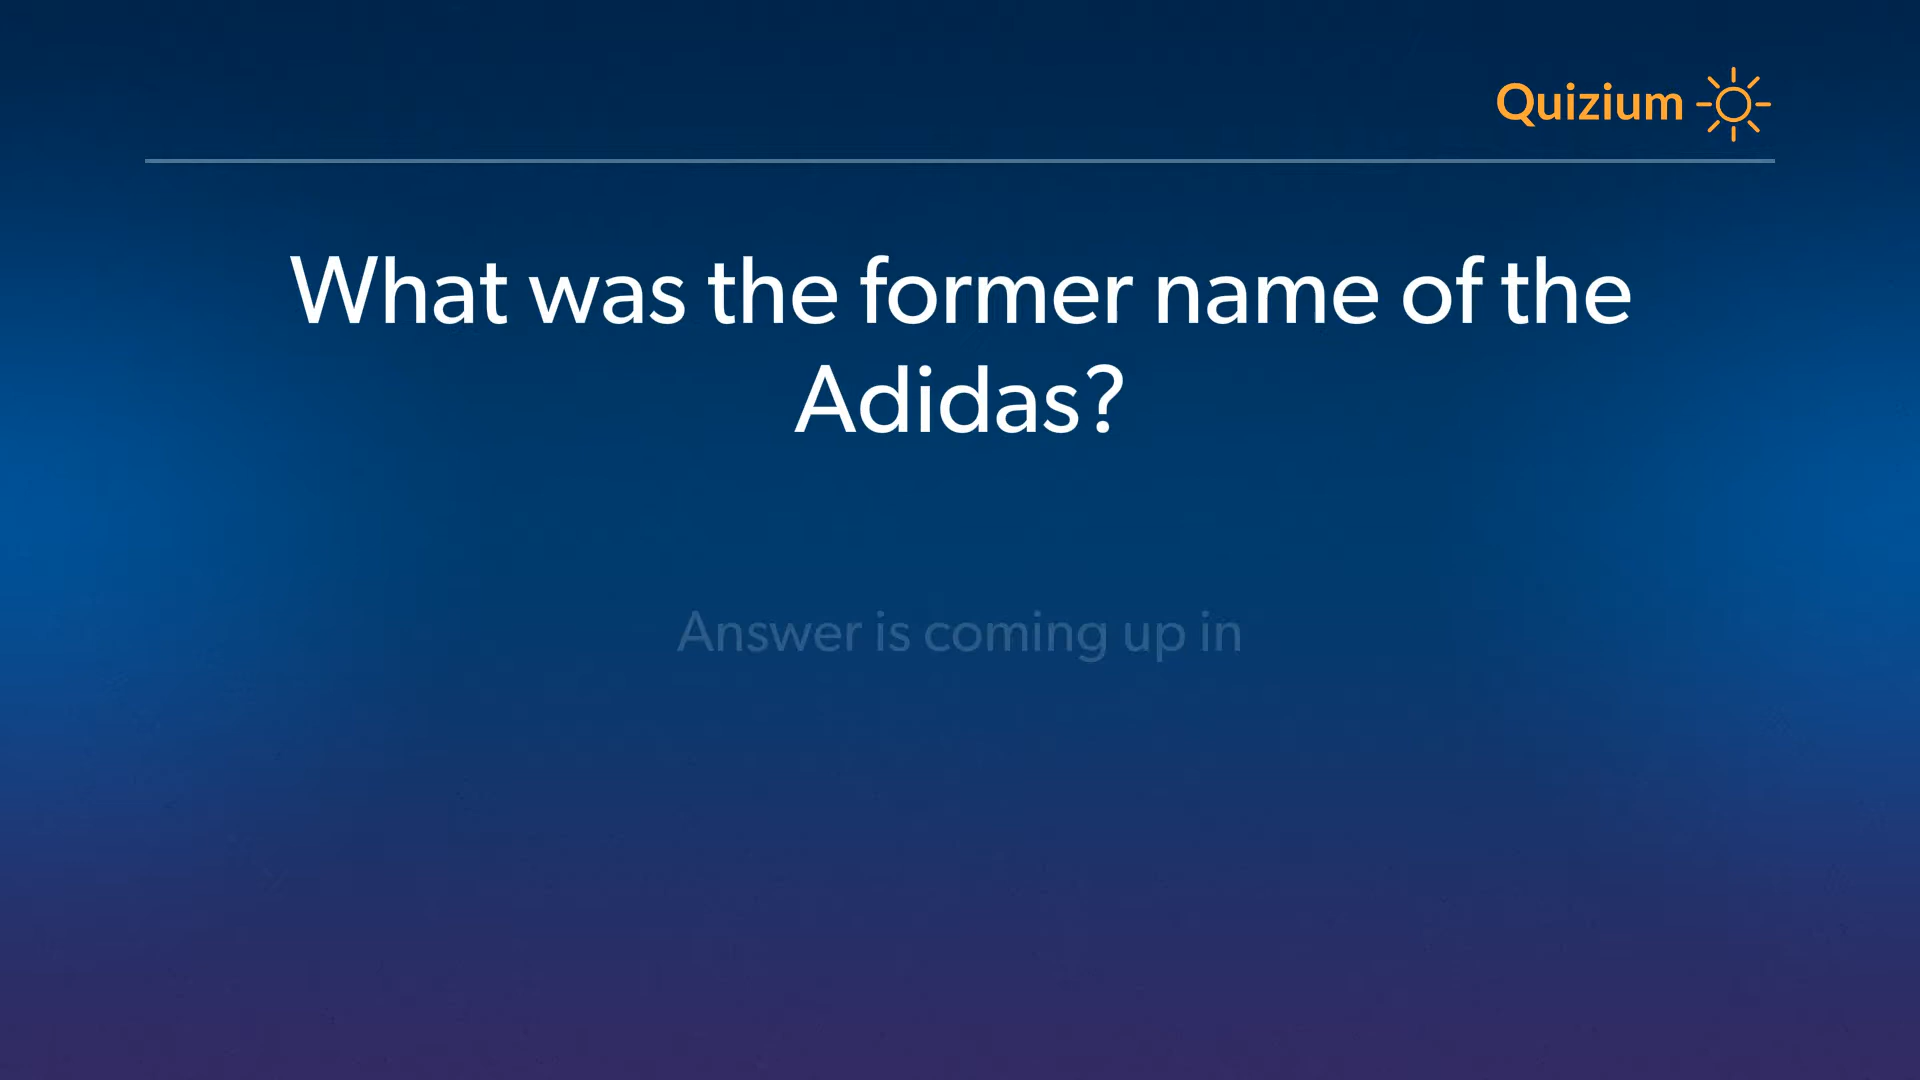 Quizium
What was the former name of the
Adidas?
Answer is coming up in